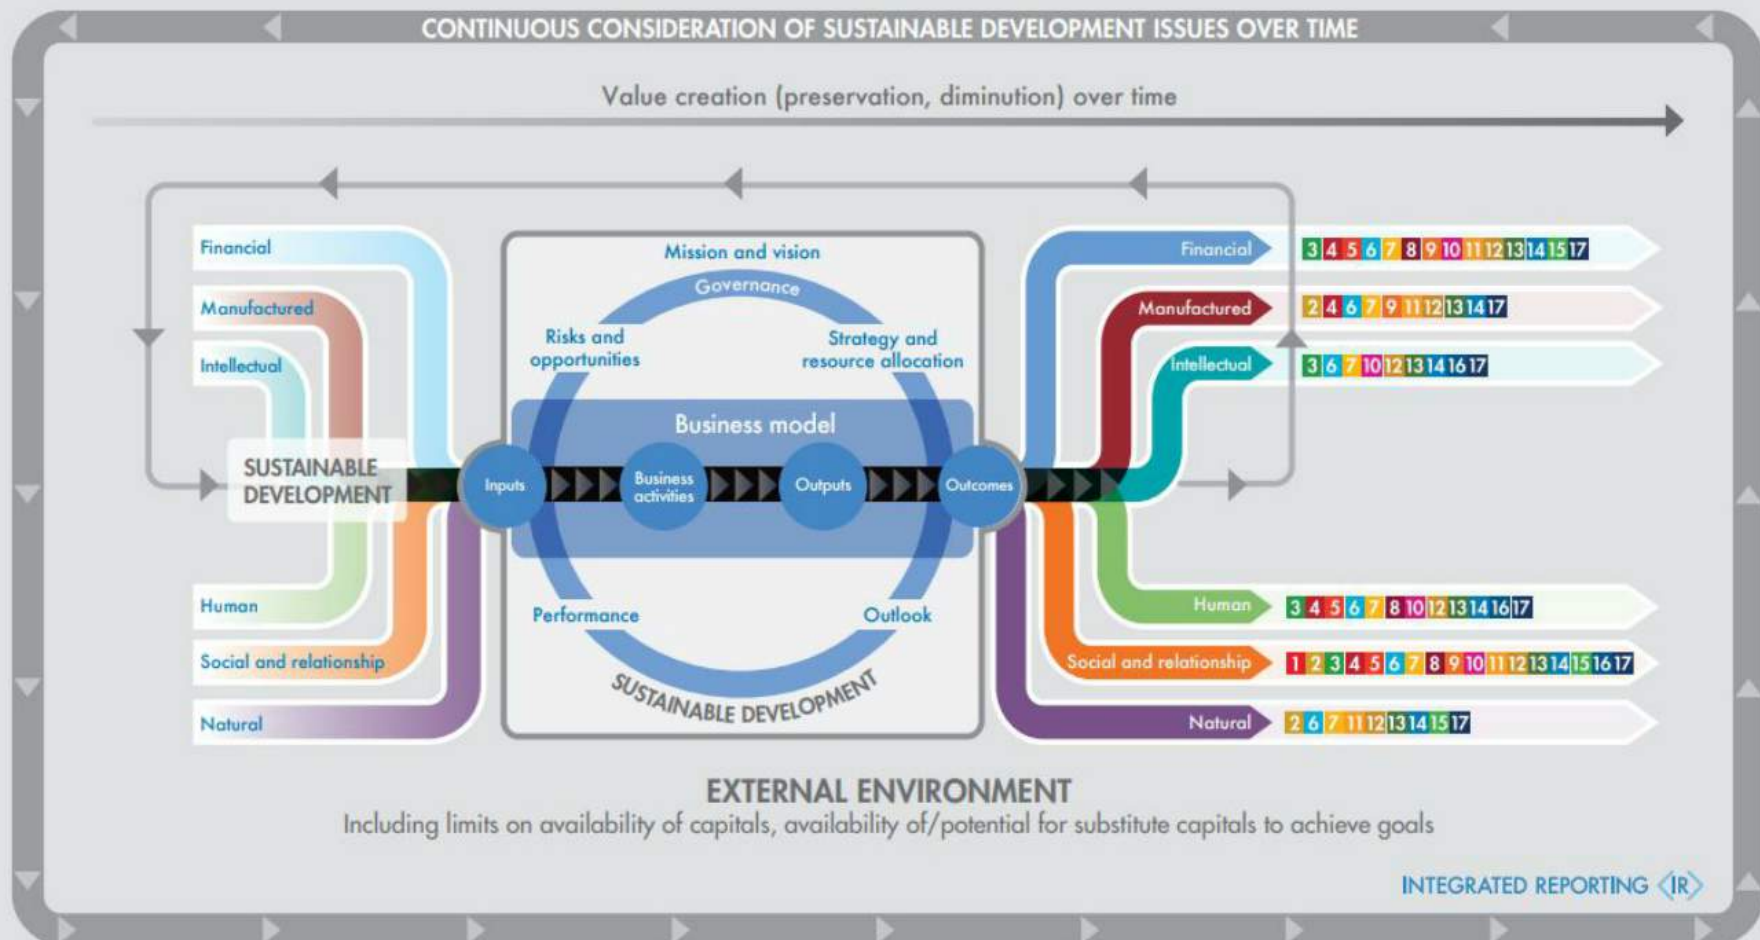 CONTINUOUS CONSIDERATION OF SUSTAINABLE DEVELOPMENT ISSUES OVER TIME
Value creation (preservation, diminution) over time
Financial
Manufactured
Intellectual
SUSTAINABLE
DEVELOPMENT
Human
Social and relationship
Natural
Mission and vision
Governance
Risks and
opportunities
Strategy and
resource allocation
Business model
Inputs
Business
activities
Outputs
Outcomes
Performance
Outlook
SUSTAINABLE DEVELOPMENT
Financial 3 4 5 6 7 8 9 10 11 12 13 14 15 17
Manufactured 2 4 6 7 9 11 12 13 14 17
Intellectual 3 6 7 10 12 13 14 16 17
Human 3 4 5 6 7 8 10 12 13 14 16 17
Social and relationship 1 2 3 4 5 6 7 8 9 10 11 12 13 14 15 16 17
Natural 2 6 7 11 12 13 14 15 17
EXTERNAL ENVIRONMENT
Including limits on availability of capitals, availability of/potential for substitute capitals to achieve goals
INTEGRATED REPORTING <IR>